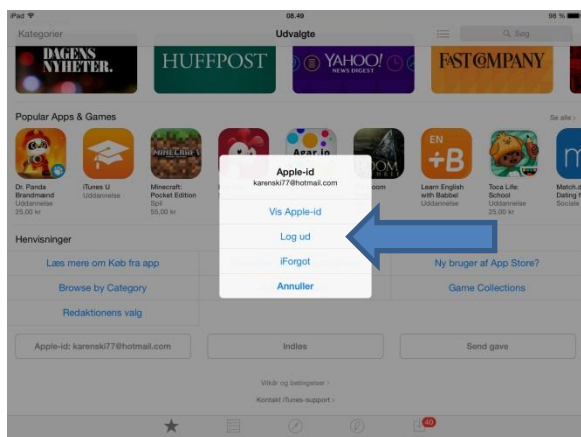 iPad
08.49
98 %
Kategorier
Udvalgte
Søg
DAGENS
NYHETER.
HUFFPOST
YAHOO!
NEWS DIGEST
FAST COMPANY
Popular Apps & Games
Se alle >
MINECRAFT
Agar.io
EN
+B
m
Dr. Panda
Brandmand
Uddannelse
25,00 kr
iTunes U
Uddannelse
Minecraft:
Pocket Edition
Spil
55,00 kr
Learn English
with Babbel
Uddannelse
Toca Life:
School
Uddannelse
25,00 kr
Match.d
Dating f
Sociale
Apple-id
karenski77@hotmail.com
Vis Apple-id
Log ud
iForgot
Annuller
Henvisninger
Læs mere om Køb fra app
Ny bruger af App Store?
Browse by Category
Game Collections
Redaktionens valg
Apple-id: karenski77@hotmail.com
Indløs
Send gave
Vilkår og betingelser >
Kontakt iTunes-support >
40